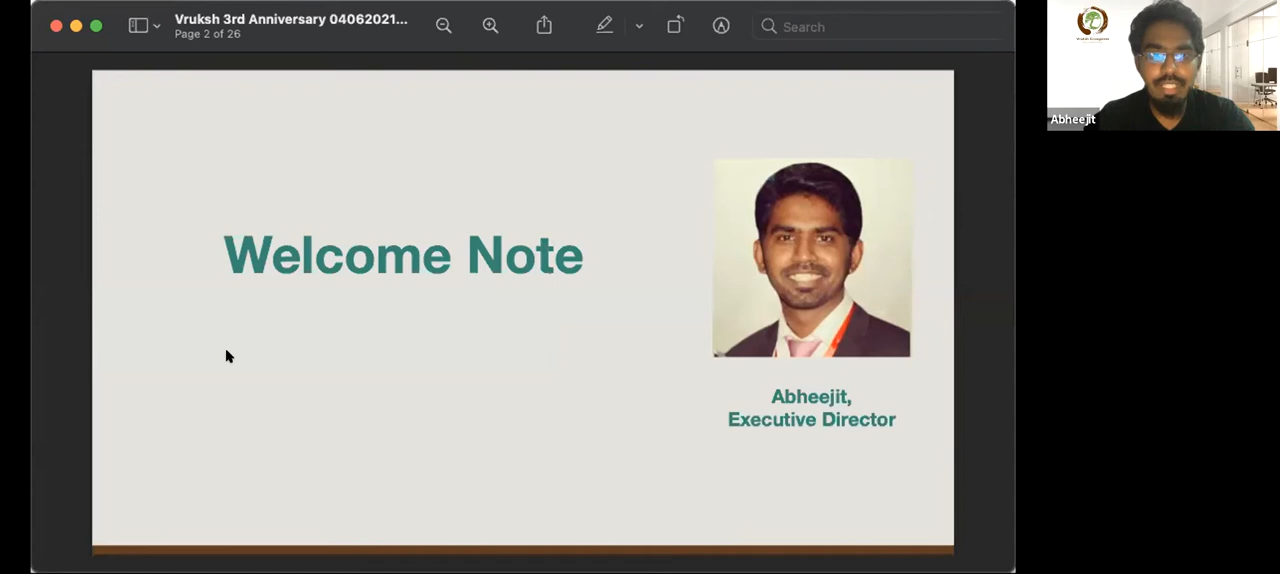 Vruksh 3rd Anniversary 04062021...
Page 2 of 26
Search
Welcome Note
Abheejit,
Executive Director
Abheejit